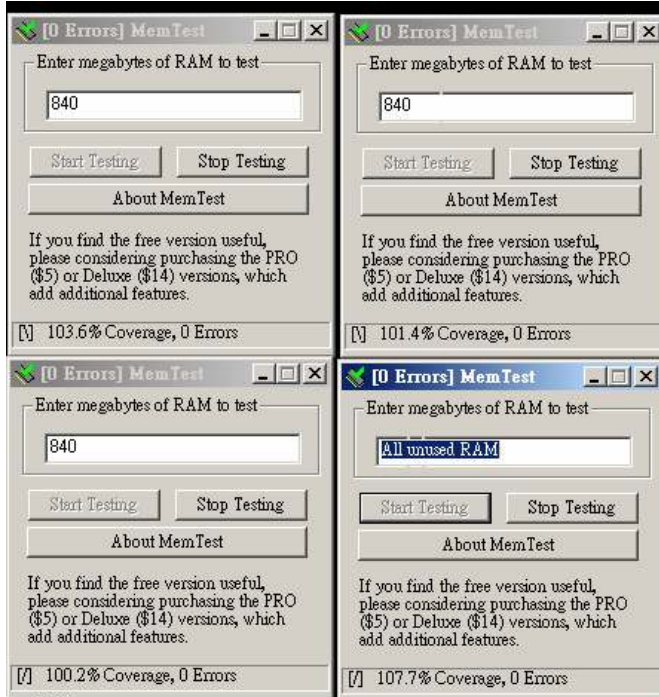 [0 Errors] MemTest
Enter megabytes of RAM to test
840
Start Testing
Stop Testing
About MemTest
If you find the free version useful,
please considering purchasing the PRO
($5) or Deluxe ($14) versions, which
add additional features.
[\] 103.6% Coverage, 0 Errors
[0 Errors] MemTest
Enter megabytes of RAM to test
840
Start Testing
Stop Testing
About MemTest
If you find the free version useful,
please considering purchasing the PRO
($5) or Deluxe ($14) versions, which
add additional features.
[\] 101.4% Coverage, 0 Errors
[0 Errors] MemTest
Enter megabytes of RAM to test
840
Start Testing
Stop Testing
About MemTest
If you find the free version useful,
please considering purchasing the PRO
($5) or Deluxe ($14) versions, which
add additional features.
[/] 100.2% Coverage, 0 Errors
[0 Errors] MemTest
Enter megabytes of RAM to test
All unused RAM
Start Testing
Stop Testing
About MemTest
If you find the free version useful,
please considering purchasing the PRO
($5) or Deluxe ($14) versions, which
add additional features.
[/] 107.7% Coverage, 0 Errors